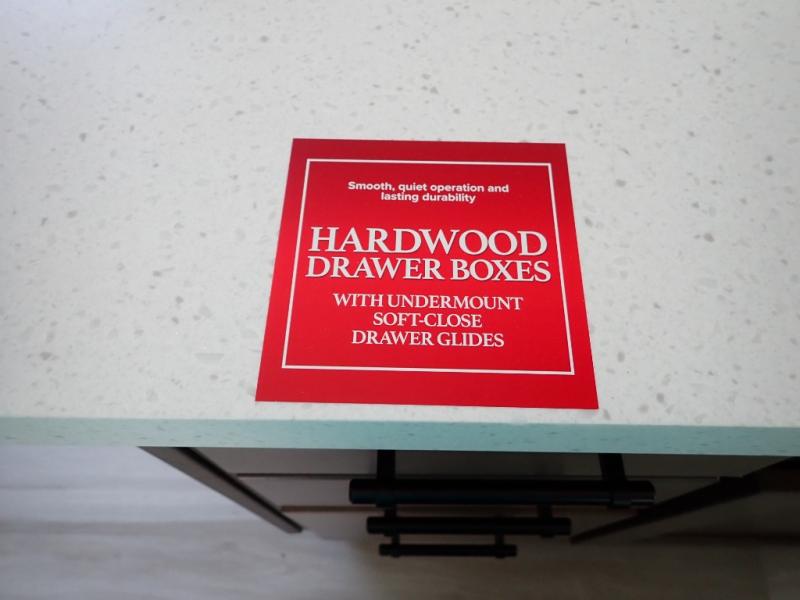 Smooth, quiet operation and
lasting durability
HARDWOOD
DRAWER BOXES
WITH UNDERMOUNT
SOFT-CLOSE
DRAWER GLIDES